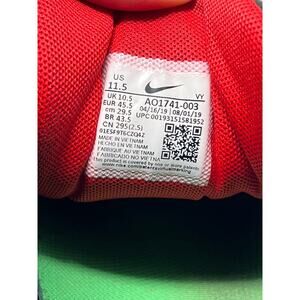 US
11.5
VY
UK 10.5
EUR 45.5
cm 29.5
BR 43.5
CN 295(2.5)
AO1741-003
04/16/19 08/01/19
UPC 00193151581952
MADE IN VIETNAM
FABRIQUE AU VIETNAM
FABRICADO NO VIETNAM